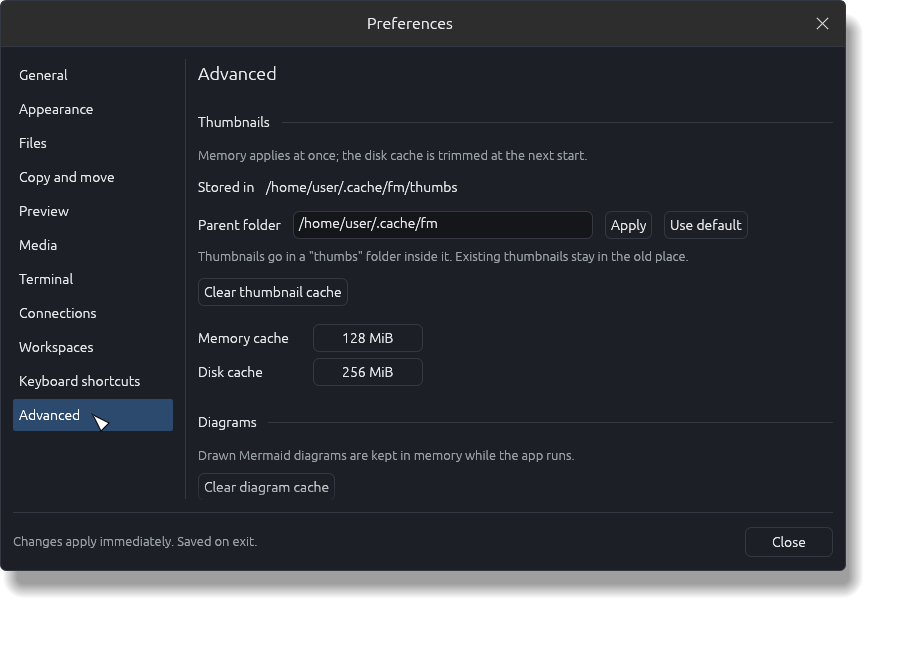 Preferences
General
Appearance
Files
Copy and move
Preview
Media
Terminal
Connections
Workspaces
Keyboard shortcuts
Advanced
Advanced
Thumbnails
Memory applies at once; the disk cache is trimmed at the next start.
Stored in /home/user/.cache/fm/thumbs
Parent folder /home/user/.cache/fm Apply Use default
Thumbnails go in a "thumbs" folder inside it. Existing thumbnails stay in the old place.
Clear thumbnail cache
Memory cache 128 MiB
Disk cache 256 MiB
Diagrams
Drawn Mermaid diagrams are kept in memory while the app runs.
Clear diagram cache
Changes apply immediately. Saved on exit.
Close